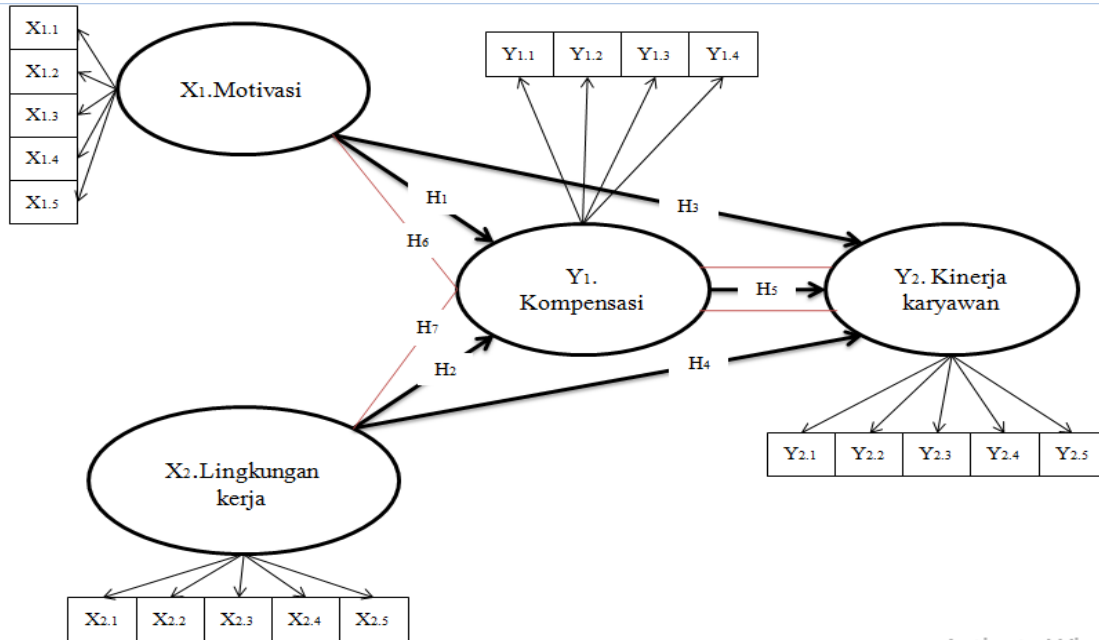 X1.1
X1.2
X1.3
X1.4
X1.5
X1.Motivasi
Y1.1 Y1.2 Y1.3 Y1.4
H1
H3
H6
Y1.
Kompensasi
H5
Y2. Kinerja
karyawan
H7
H2
H4
Y2.1 Y2.2 Y2.3 Y2.4 Y2.5
X2.Lingkungan
kerja
X2.1 X2.2 X2.3 X2.4 X2.5